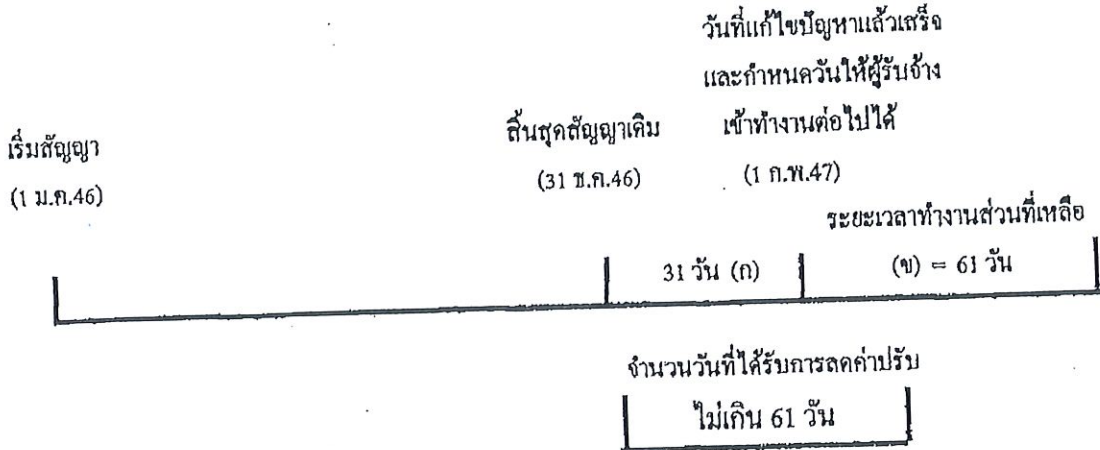 วันที่แก้ไขปัญหาแล้วเสร็จ
และกำหนดวันให้ผู้รับจ้าง
เริ่มสัญญา
สิ้นสุดสัญญาเดิม
เข้าทำงานต่อไปได้
(1 ม.ค.46)
(31 ธ.ค.46)
(1 ก.พ.47)
ระยะเวลาทำงานส่วนที่เหลือ
31 วัน (ก)
(ข) = 61 วัน
จำนวนวันที่ได้รับการลดค่าปรับ
ไม่เกิน 61 วัน